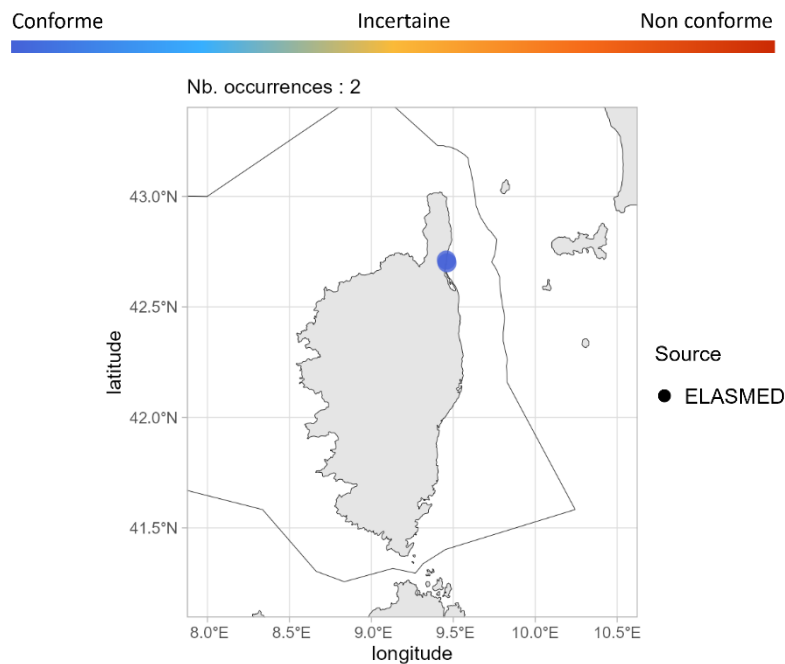 Conforme Incertaine Non conforme
Nb. occurrences : 2
43.0°N
42.5°N
42.0°N
41.5°N
latitude
8.0°E 8.5°E 9.0°E 9.5°E 10.0°E 10.5°E
longitude
Source
ELASMED